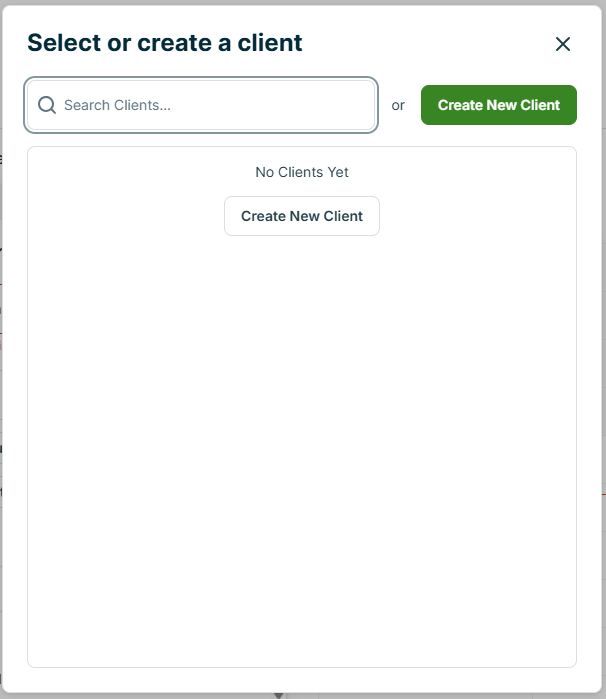 Select or create a client
Search Clients...
or
Create New Client
No Clients Yet
Create New Client